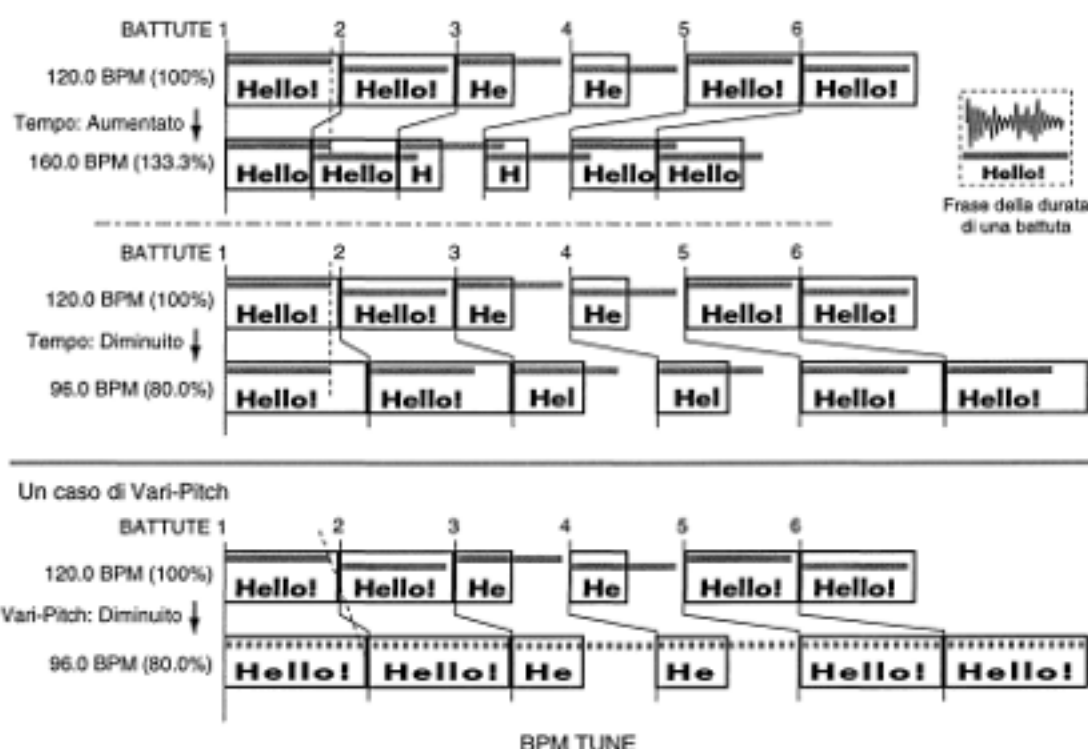 BATTUTE 1 2 3 4 5 6
120.0 BPM (100%) Hello! Hello! He He Hello! Hello!
Tempo: Aumentato
160.0 BPM (133.3%) Hello Hello H H Hello Hello
Hello!
Frase della durata
di una battuta
BATTUTE 1 2 3 4 5 6
120.0 BPM (100%) Hello! Hello! He He Hello! Hello!
Tempo: Diminuito
96.0 BPM (80.0%) Hello! Hello! Hel Hel Hello! Hello!
Un caso di Vari-Pitch
BATTUTE 1 2 3 4 5 6
120.0 BPM (100%) Hello! Hello! He He Hello! Hello!
Vari-Pitch: Diminuito
96.0 BPM (80.0%) Hello! Hello! He He Hello! Hello!
BPM TUNE